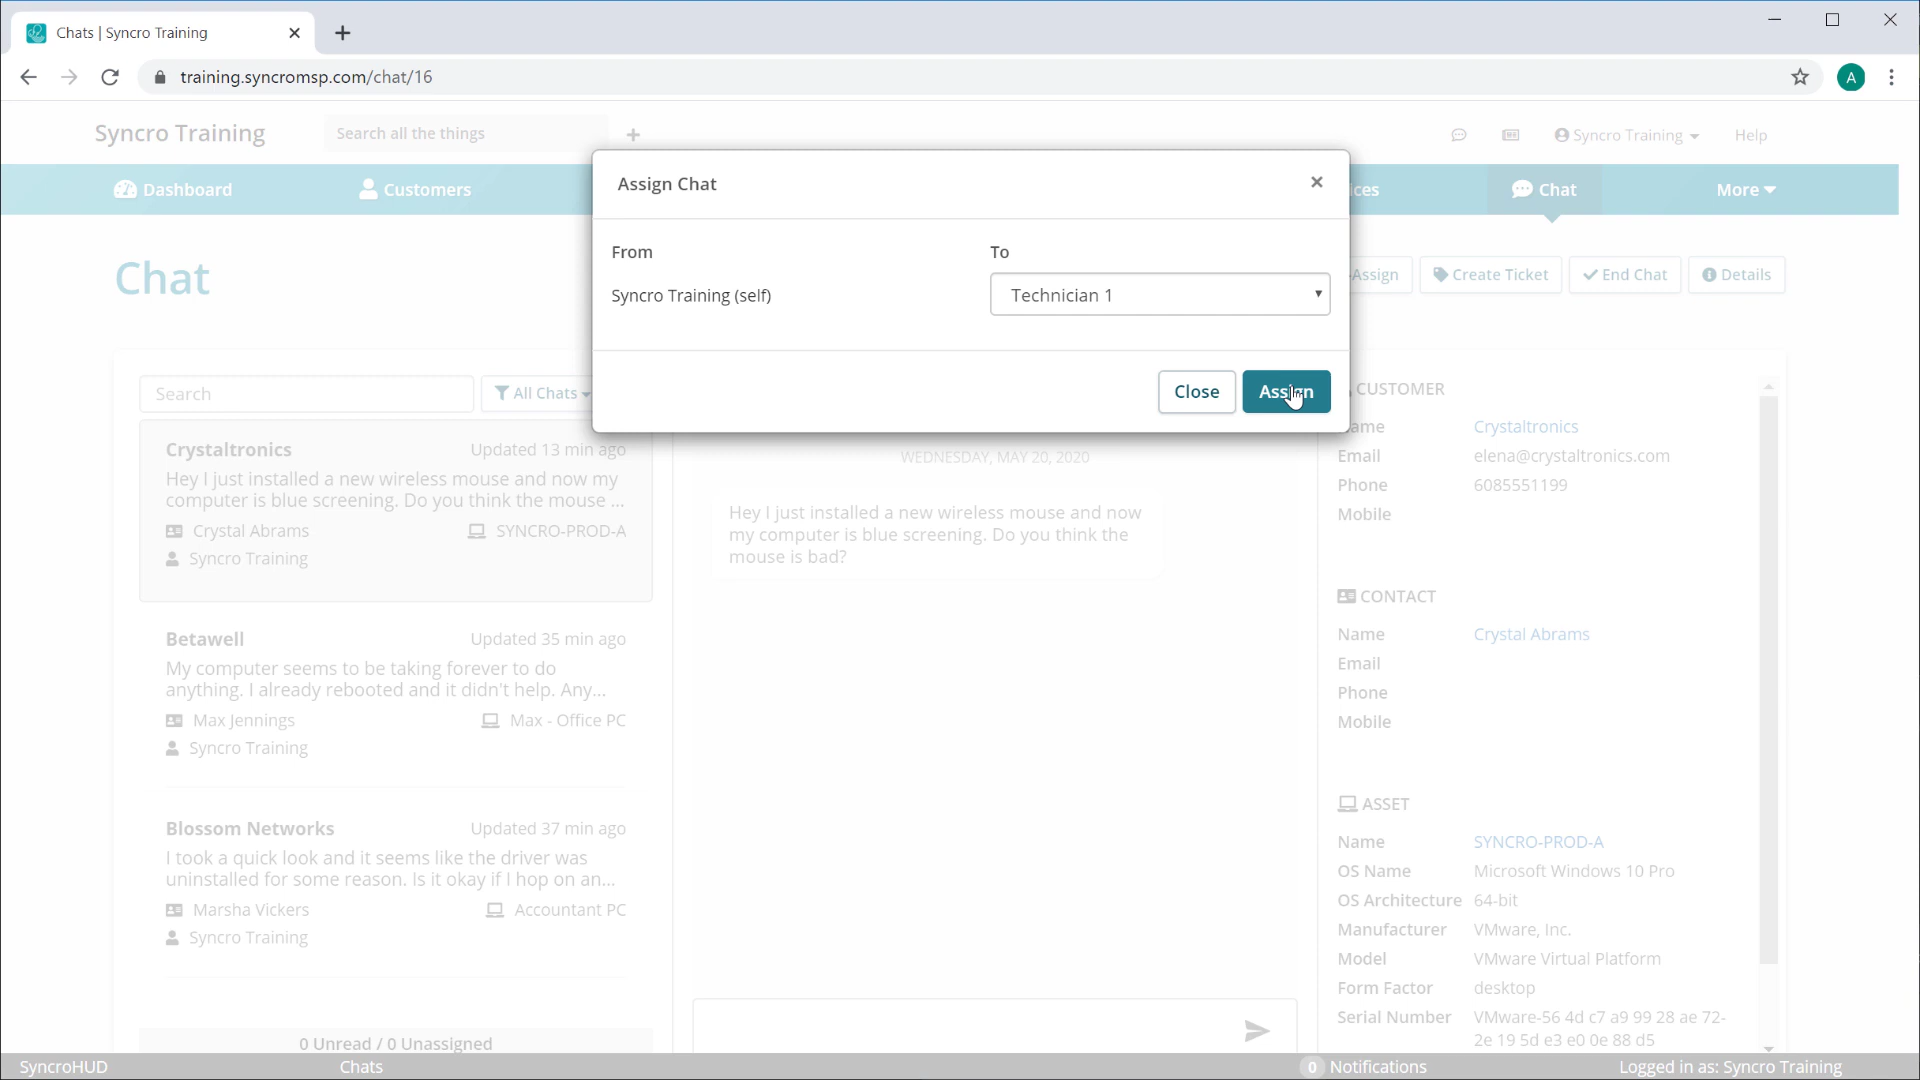 Chats | Syncro Training
training.syncromsp.com/chat/16
A
Syncro Training
Search all the things
Syncro Training
Help
Dashboard
Customers
Chat
More
Assign Chat
From
To
Syncro Training (self)
Technician 1
Close
Assign
Chat
Assign
Create Ticket
End Chat
Details
Search
All Chats
Crystaltronics
Updated 13 min ago
Hey I just installed a new wireless mouse and now my
computer is blue screening. Do you think the mouse ...
Crystal Abrams
SYNCRO-PROD-A
Syncro Training
Betawell
Updated 35 min ago
My computer seems to be taking forever to do
anything. I already rebooted and it didn't help. Any...
Max Jennings
Max - Office PC
Syncro Training
Blossom Networks
Updated 37 min ago
I took a quick look and it seems like the driver was
uninstalled for some reason. Is it okay if I hop on an...
Marsha Vickers
Accountant PC
Syncro Training
0 Unread / 0 Unassigned
WEDNESDAY, MAY 20, 2020
Hey I just installed a new wireless mouse and now
my computer is blue screening. Do you think the
mouse is bad?
CUSTOMER
Crystaltronics
Email elena@crystaltronics.com
Phone 6085551199
Mobile
CONTACT
Name Crystal Abrams
Email
Phone
Mobile
ASSET
Name SYNCRO-PROD-A
OS Name Microsoft Windows 10 Pro
OS Architecture 64-bit
Manufacturer VMware, Inc.
Model VMware Virtual Platform
Form Factor desktop
Serial Number VMware-56 4d c7 a9 99 28 ae 72-
2e 19 5d e3 e0 0e 88 d5
SyncroHUD
Chats
0 Notifications
Logged in as: Syncro Training